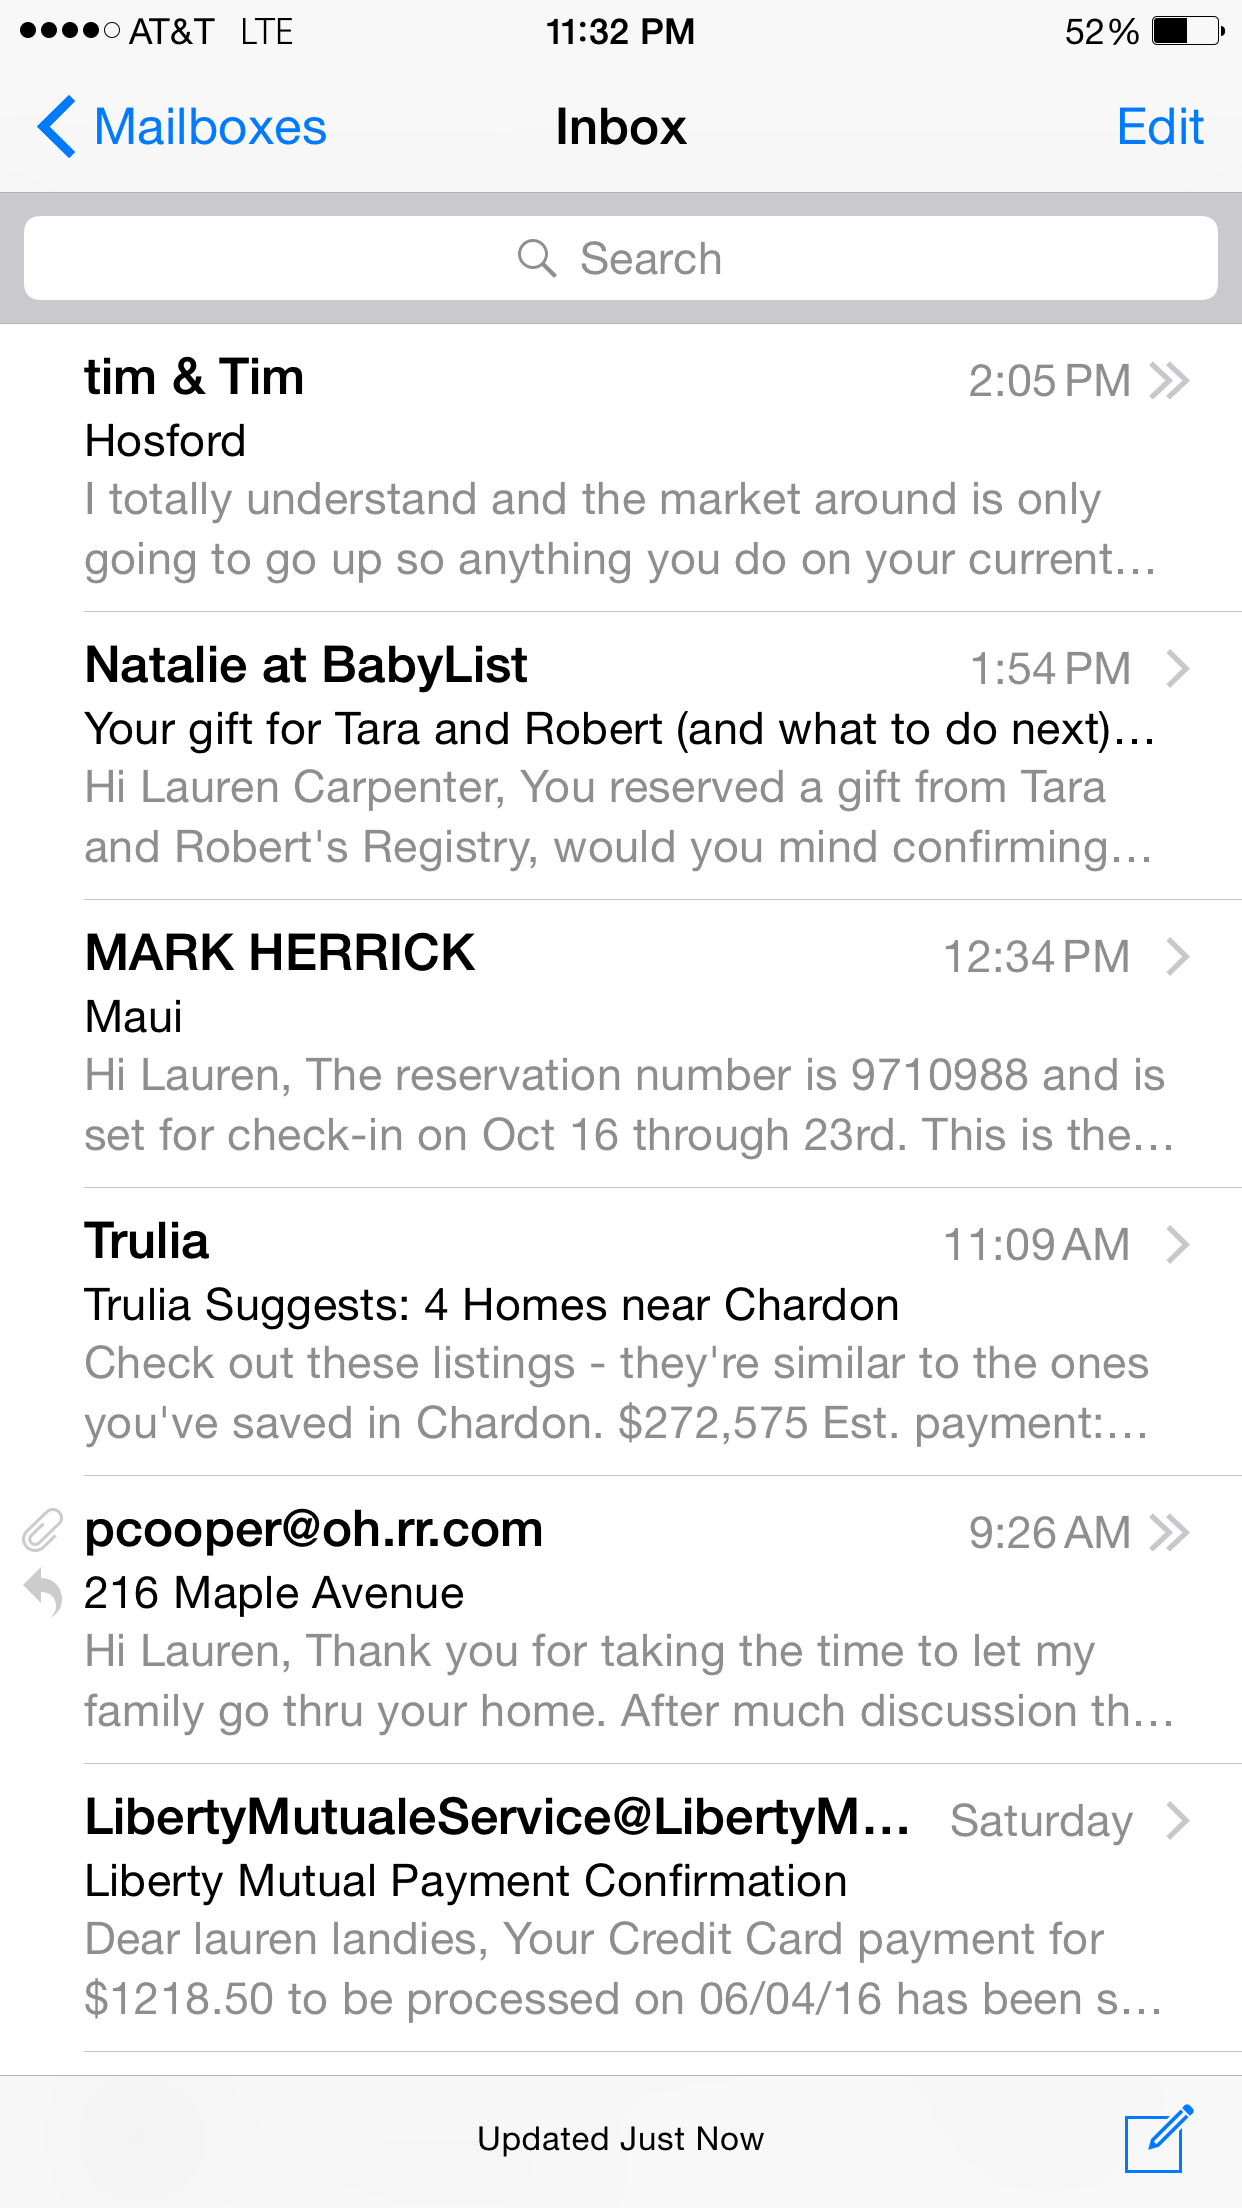 AT&T LTE 11:32 PM 52%
Mailboxes Inbox Edit
Search
tim & Tim 2:05 PM
Hosford
I totally understand and the market around is only
going to go up so anything you do on your current...
Natalie at BabyList 1:54 PM
Your gift for Tara and Robert (and what to do next)...
Hi Lauren Carpenter, You reserved a gift from Tara
and Robert's Registry, would you mind confirming...
MARK HERRICK 12:34 PM
Maui
Hi Lauren, The reservation number is 9710988 and is
set for check-in on Oct 16 through 23rd. This is the...
Trulia 11:09 AM
Trulia Suggests: 4 Homes near Chardon
Check out these listings - they're similar to the ones
you've saved in Chardon. $272,575 Est. payment:...
pcooper@oh.rr.com 9:26 AM
216 Maple Avenue
Hi Lauren, Thank you for taking the time to let my
family go thru your home. After much discussion th...
LibertyMutualeService@LibertyM... Saturday
Liberty Mutual Payment Confirmation
Dear lauren landies, Your Credit Card payment for
$1218.50 to be processed on 06/04/16 has been s...
Updated Just Now